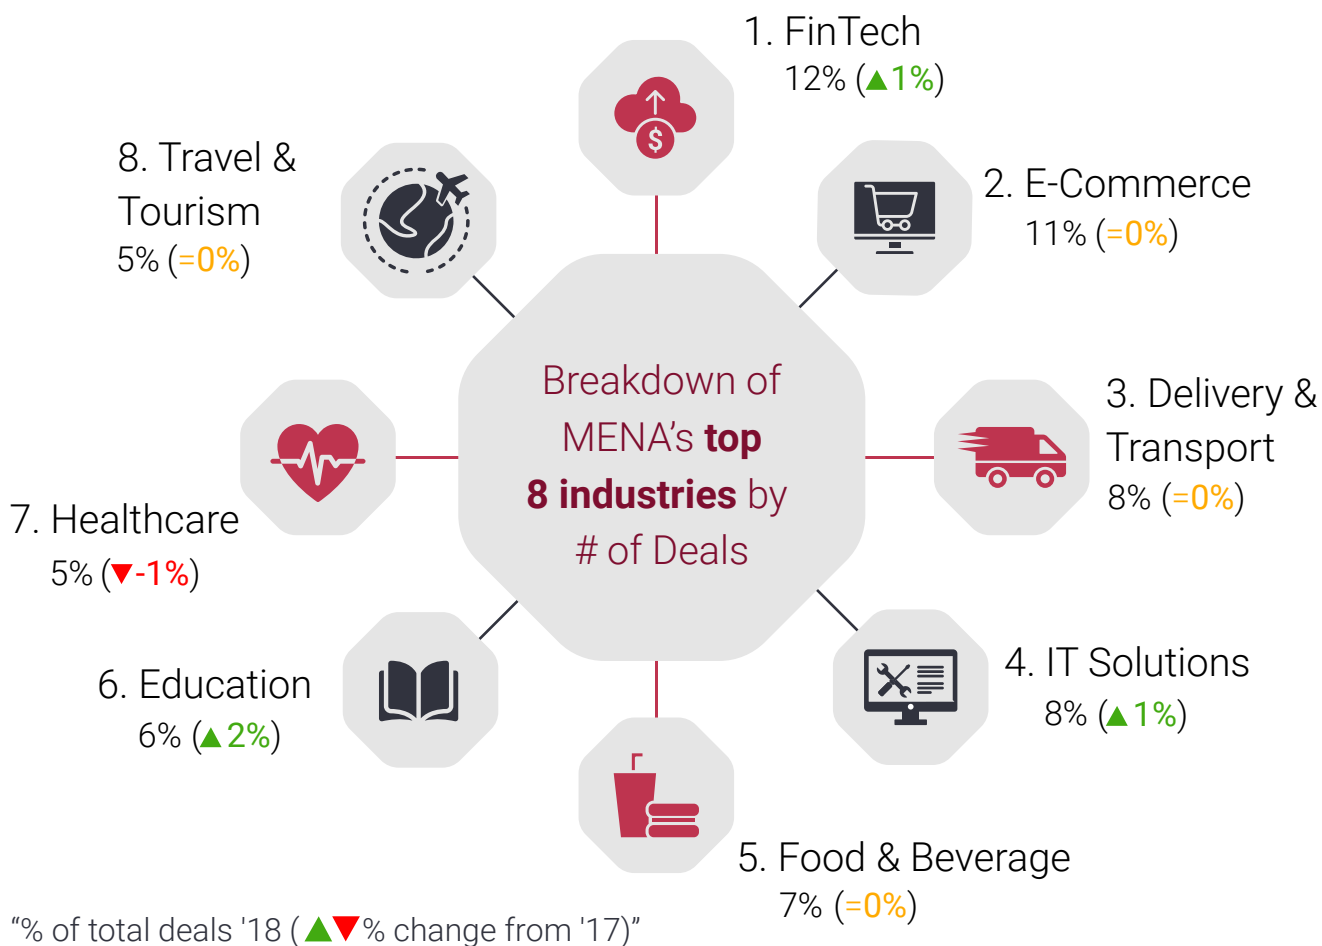 1. FinTech
12% (▲1%)
2. E-Commerce
11% (=0%)
3. Delivery &
Transport
8% (=0%)
4. IT Solutions
8% (▲1%)
5. Food & Beverage
7% (=0%)
6. Education
6% (▲2%)
7. Healthcare
5% (▼-1%)
8. Travel &
Tourism
5% (=0%)
Breakdown of
MENA’s top
8 industries by
# of Deals
$
“% of total deals '18 (▲▼% change from '17)”